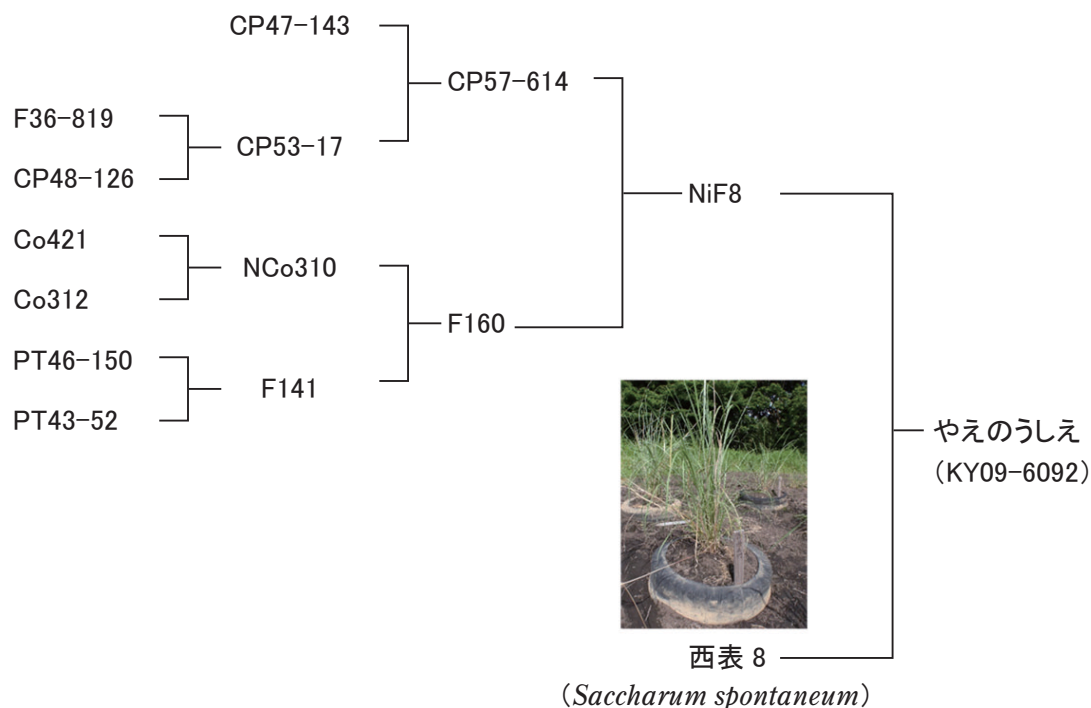 CP47-143
CP57-614
F36-819
CP53-17
CP48-126
NiF8
Co421
NCo310
Co312
F160
PT46-150
F141
PT43-52
やえのうしえ
(KY09-6092)
西表 8
(Saccharum spontaneum)